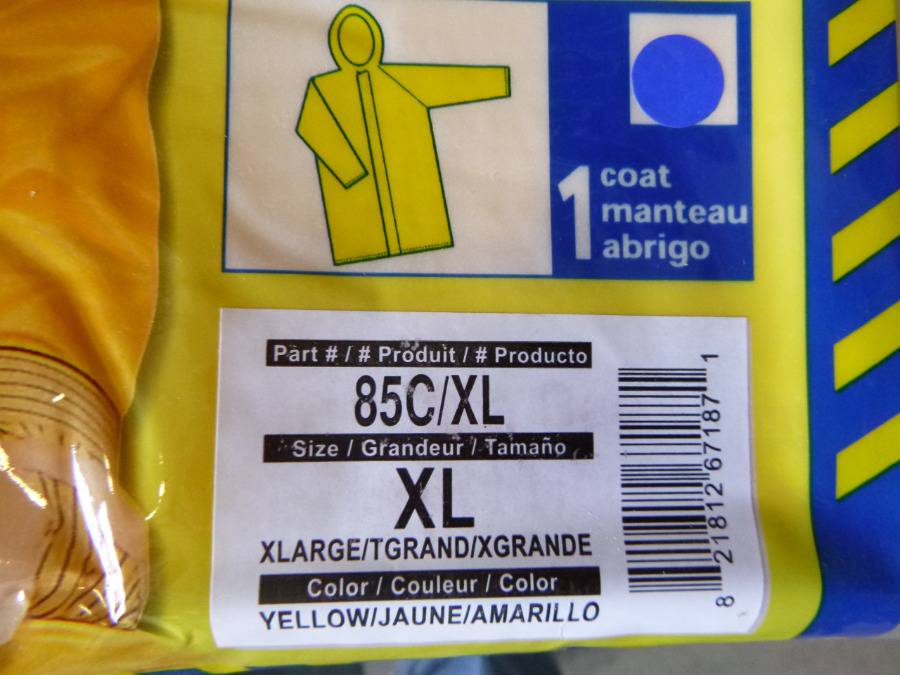 1 coat
manteau
abrigo
Part # / # Produit / # Producto
85C/XL
Size / Grandeur / Tamaño
XL
XLARGE/TGRAND/XGRANDE
Color / Couleur / Color
YELLOW/JAUNE/AMARILLO
8 21812 67187 1